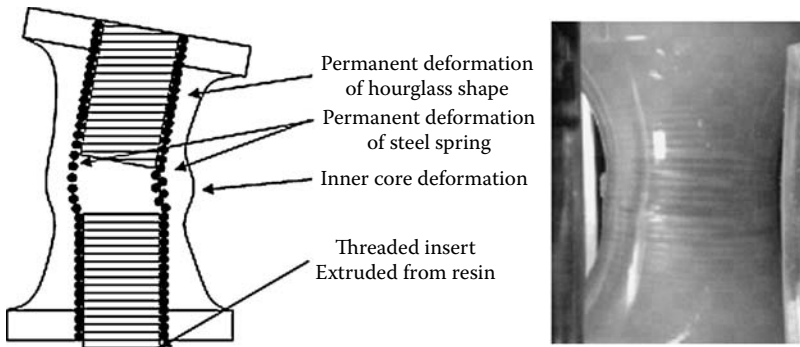 Permanent deformation
of hourglass shape
Permanent deformation
of steel spring
Inner core deformation
Threaded insert
Extruded from resin